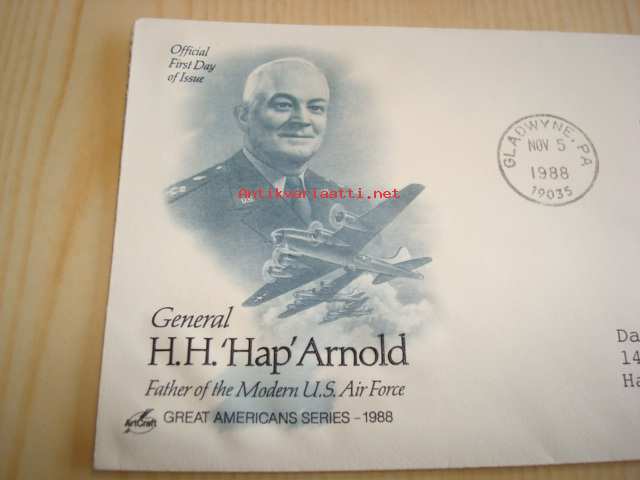 Official
First Day
of Issue
GLADWYNE, PA
NOV 5
1988
19035
Antikvariaatti.net
General
H.H. 'Hap' Arnold
Father of the Modern U.S. Air Force
ArtCraft GREAT AMERICANS SERIES – 1988
Da
14
Ha